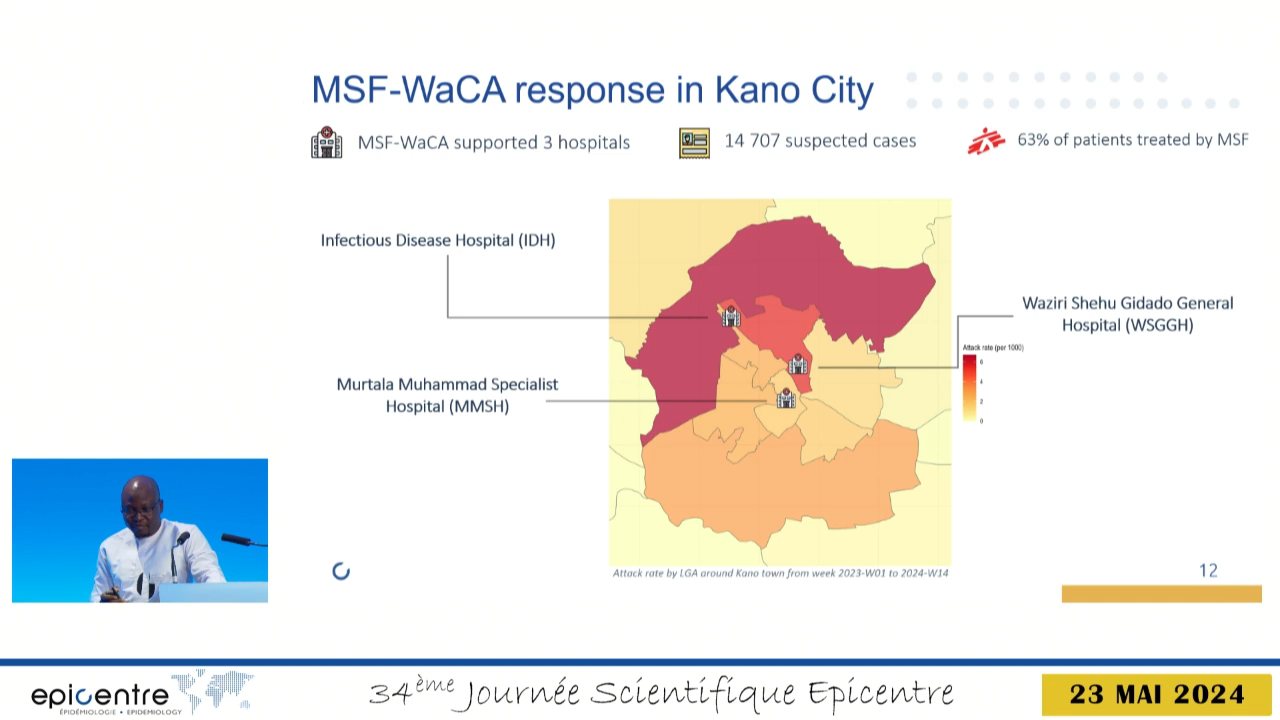 MSF-WaCA response in Kano City
MSF-WaCA supported 3 hospitals
14 707 suspected cases
63% of patients treated by MSF
Infectious Disease Hospital (IDH)
Waziri Shehu Gidado General
Hospital (WSGGH)
Attack rate (per 1000)
6
4
2
0
Murtala Muhammad Specialist
Hospital (MMSH)
Attack rate by LGA around Kano town from week 2023-W01 to 2024-W14
12
epicentre
ÉPIDÉMIOLOGIE • EPIDEMIOLOGY
34ème Journée Scientifique Epicentre
23 MAI 2024